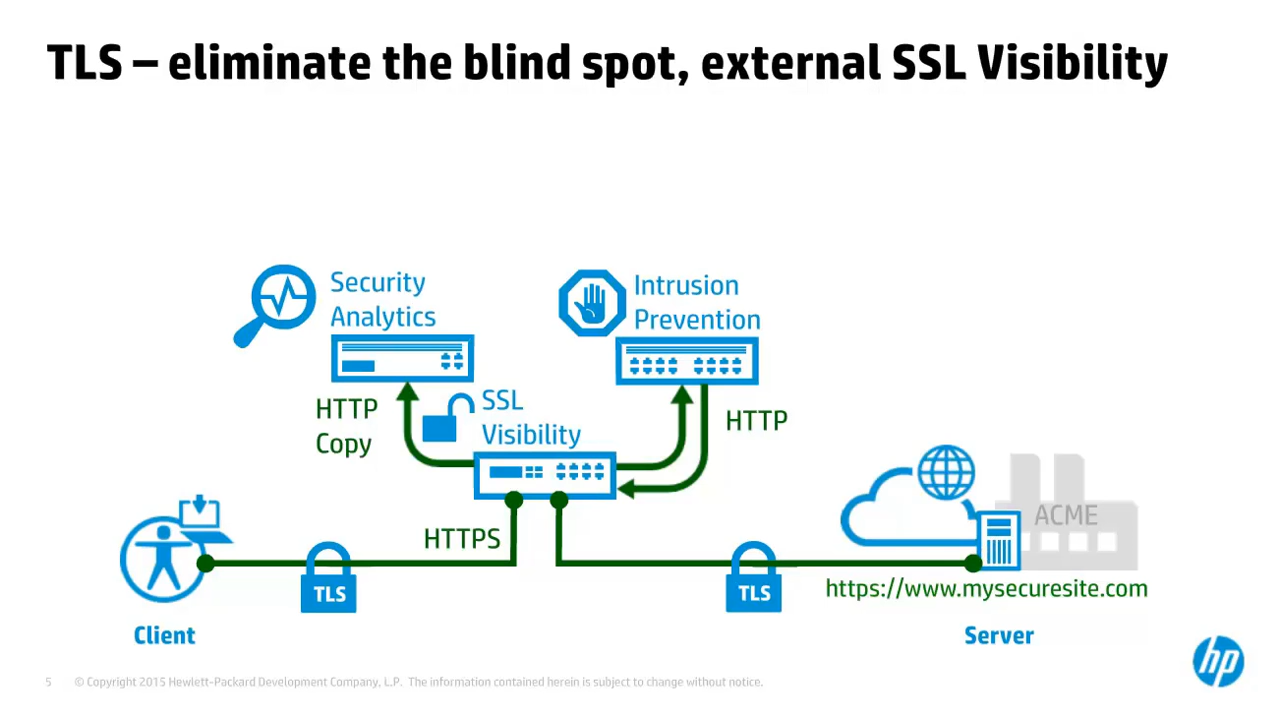 TLS – eliminate the blind spot, external SSL Visibility
Security
Analytics
Intrusion
Prevention
HTTP
Copy
SSL
Visibility
HTTP
HTTPS
ACME
TLS
TLS
https://www.mysecuresite.com
Client
Server
5 © Copyright 2015 Hewlett-Packard Development Company, L.P. The information contained herein is subject to change without notice.
hp